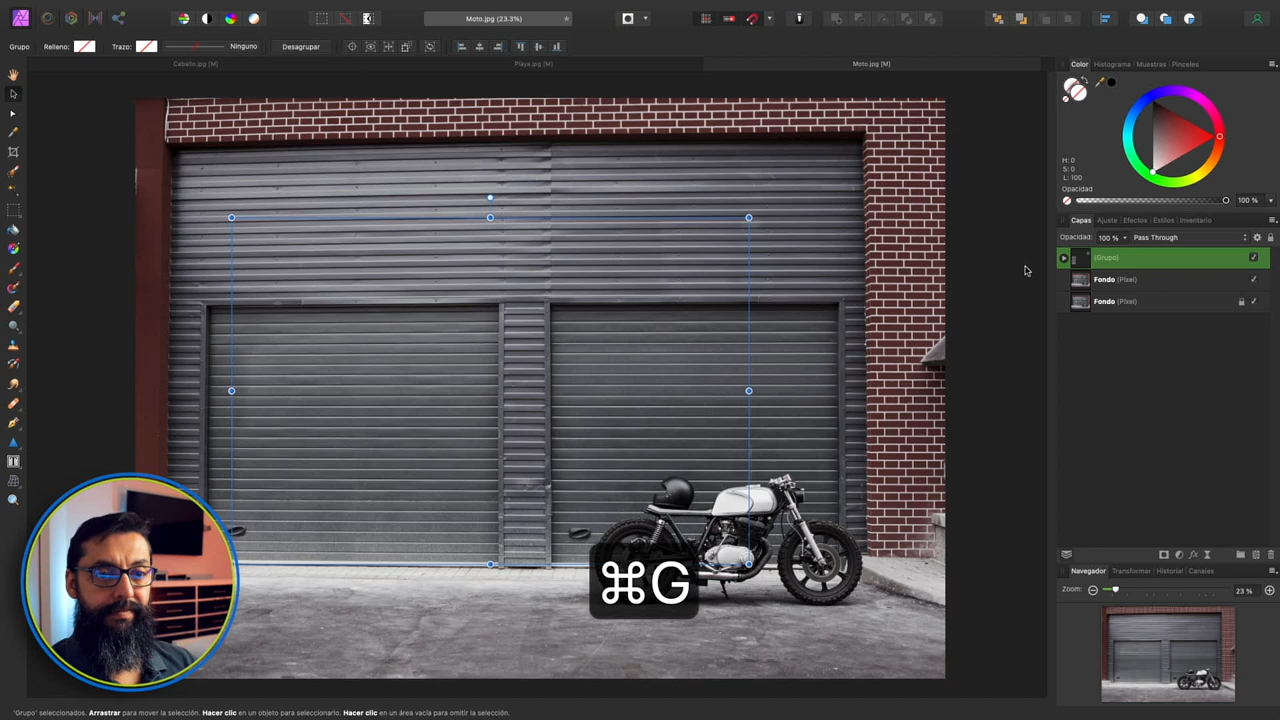 Moto.jpg (23.3%)
Grupo
Relleno:
Trazo:
Ninguno
Desagrupar
Caballo.jpg [M]
Playa.jpg [M]
Moto.jpg [M]
Color
Histograma
Muestras
Pinceles
H: 0
S: 0
L: 100
Opacidad
100 %
Capas
Ajuste
Efectos
Estilos
Inventario
Opacidad:
100 %
Pass Through
(Grupo)
Fondo (Pixel)
Fondo (Pixel)
⌘G
Navegador
Transformar
Historial
Canales
Zoom:
23 %
'Grupo' seleccionados. Arrastrar para mover la selección. Hacer clic en un objeto para seleccionarlo. Hacer clic en un área vacía para omitir la selección.